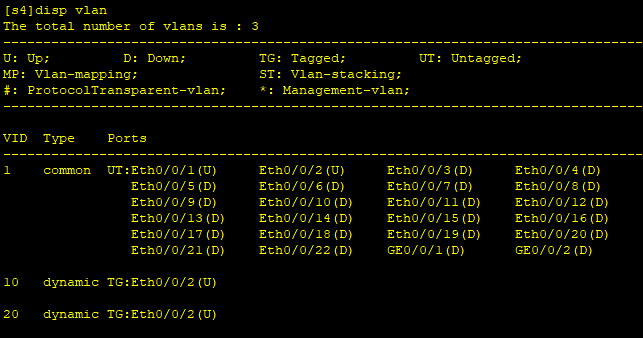 [s4]disp vlan
The total number of vlans is : 3
--------------------------------------------------------------------------------
U: Up;         D: Down;         TG: Tagged;         UT: Untagged;
MP: Vlan-mapping;               ST: Vlan-stacking;
#: ProtocolTransparent-vlan;    *: Management-vlan;
--------------------------------------------------------------------------------
VID  Type    Ports
--------------------------------------------------------------------------------
1    common  UT:Eth0/0/1(U)     Eth0/0/2(U)     Eth0/0/3(D)     Eth0/0/4(D)
                Eth0/0/5(D)     Eth0/0/6(D)     Eth0/0/7(D)     Eth0/0/8(D)
                Eth0/0/9(D)     Eth0/0/10(D)    Eth0/0/11(D)    Eth0/0/12(D)
                Eth0/0/13(D)    Eth0/0/14(D)    Eth0/0/15(D)    Eth0/0/16(D)
                Eth0/0/17(D)    Eth0/0/18(D)    Eth0/0/19(D)    Eth0/0/20(D)
                Eth0/0/21(D)    Eth0/0/22(D)    GE0/0/1(D)      GE0/0/2(D)
10   dynamic TG:Eth0/0/2(U)
20   dynamic TG:Eth0/0/2(U)